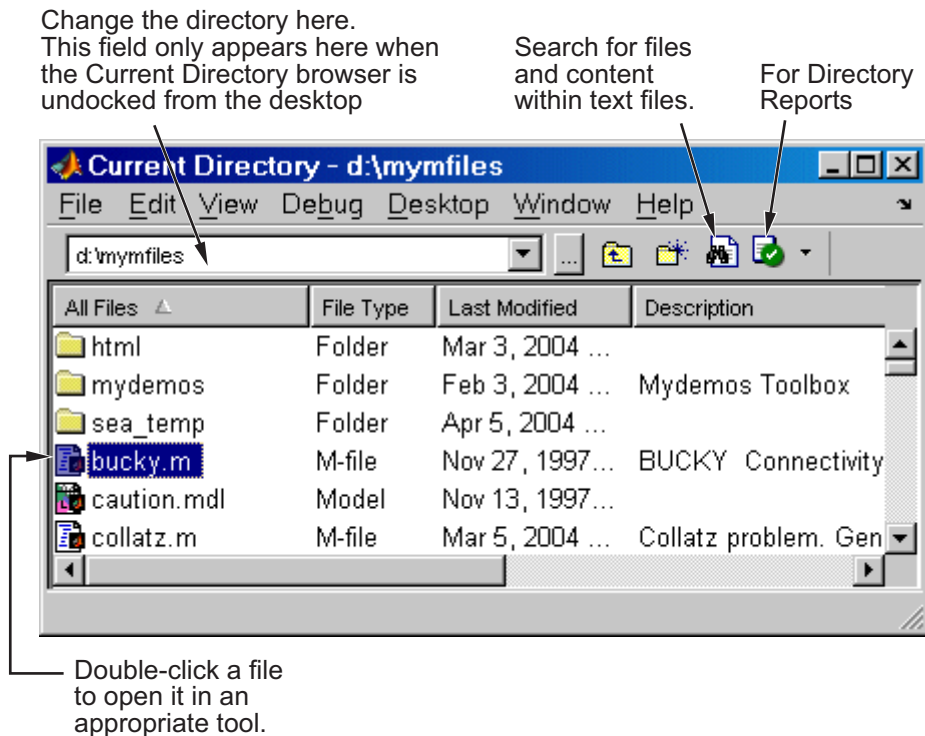 Change the directory here.
This field only appears here when
the Current Directory browser is
undocked from the desktop
Search for files
and content
within text files.
For Directory
Reports
Current Directory - d:\mymfiles
File Edit View Debug Desktop Window Help
d:\mymfiles
...
All Files File Type Last Modified Description
html Folder Mar 3, 2004 ...
mydemos Folder Feb 3, 2004 ... Mydemos Toolbox
sea_temp Folder Apr 5, 2004 ...
bucky.m M-file Nov 27, 1997... BUCKY Connectivity
caution.mdl Model Nov 13, 1997...
collatz.m M-file Mar 5, 2004 ... Collatz problem. Gen
Double-click a file
to open it in an
appropriate tool.